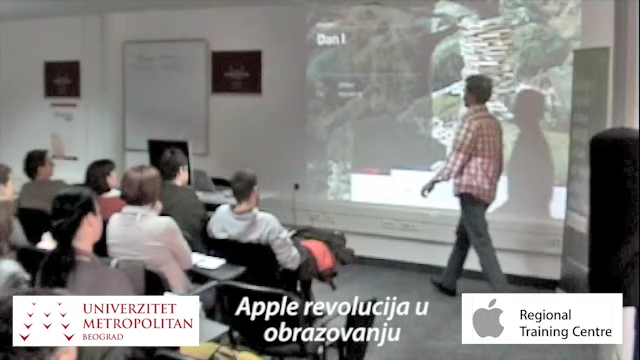 Dan I
Apple revolucija u
obrazovanju
UNIVERZITET
METROPOLITAN
BEOGRAD
Regional
Training Centre